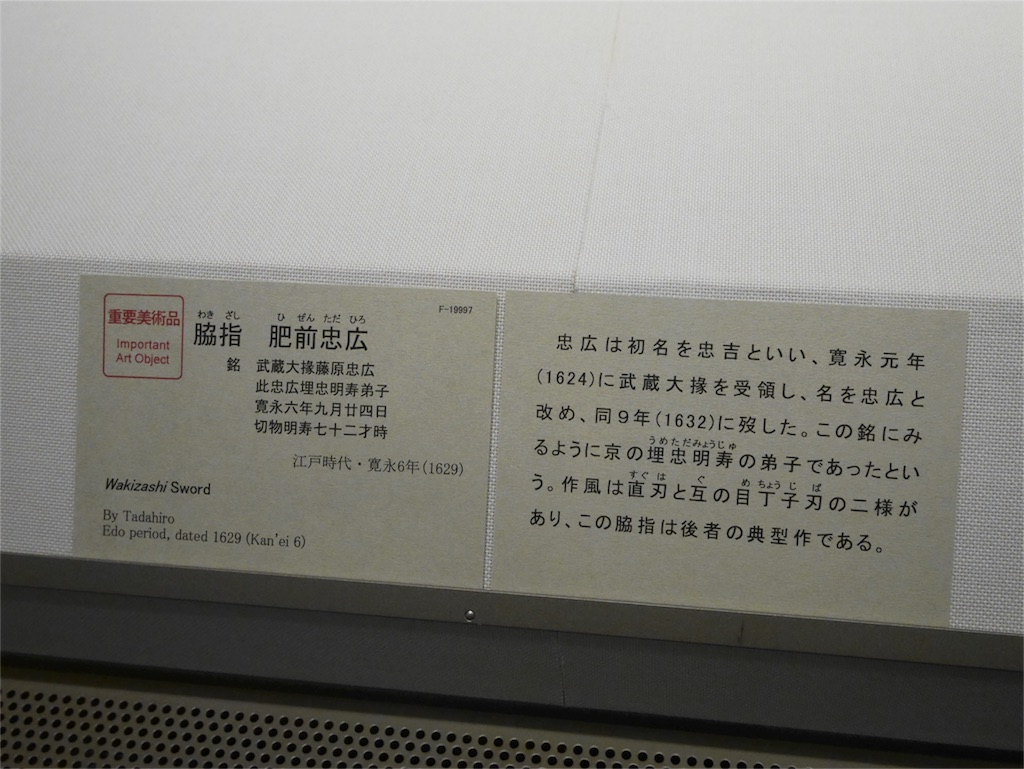 重要美術品
Important
Art Object
F-19997
わき ざし ひ ぜん ただ ひろ
脇指 肥前忠広
銘 武蔵大掾藤原忠広
此忠広埋忠明寿弟子
寛永六年九月廿四日
切物明寿七十二才時
江戸時代・寛永6年(1629)
Wakizashi Sword
By Tadahiro
Edo period, dated 1629 (Kan'ei 6)
忠広は初名を忠吉といい、寛永元年
(1624)に武蔵大掾を受領し、名を忠広と
改め、同9年(1632)に歿した。この銘にみ
うめただみょうじゅ
るように京の埋忠明寿の弟子であったとい
すぐ は ぐ め ちょう じ ば
う。作風は直刃と互の目丁子刃の二様が
あり、この脇指は後者の典型作である。